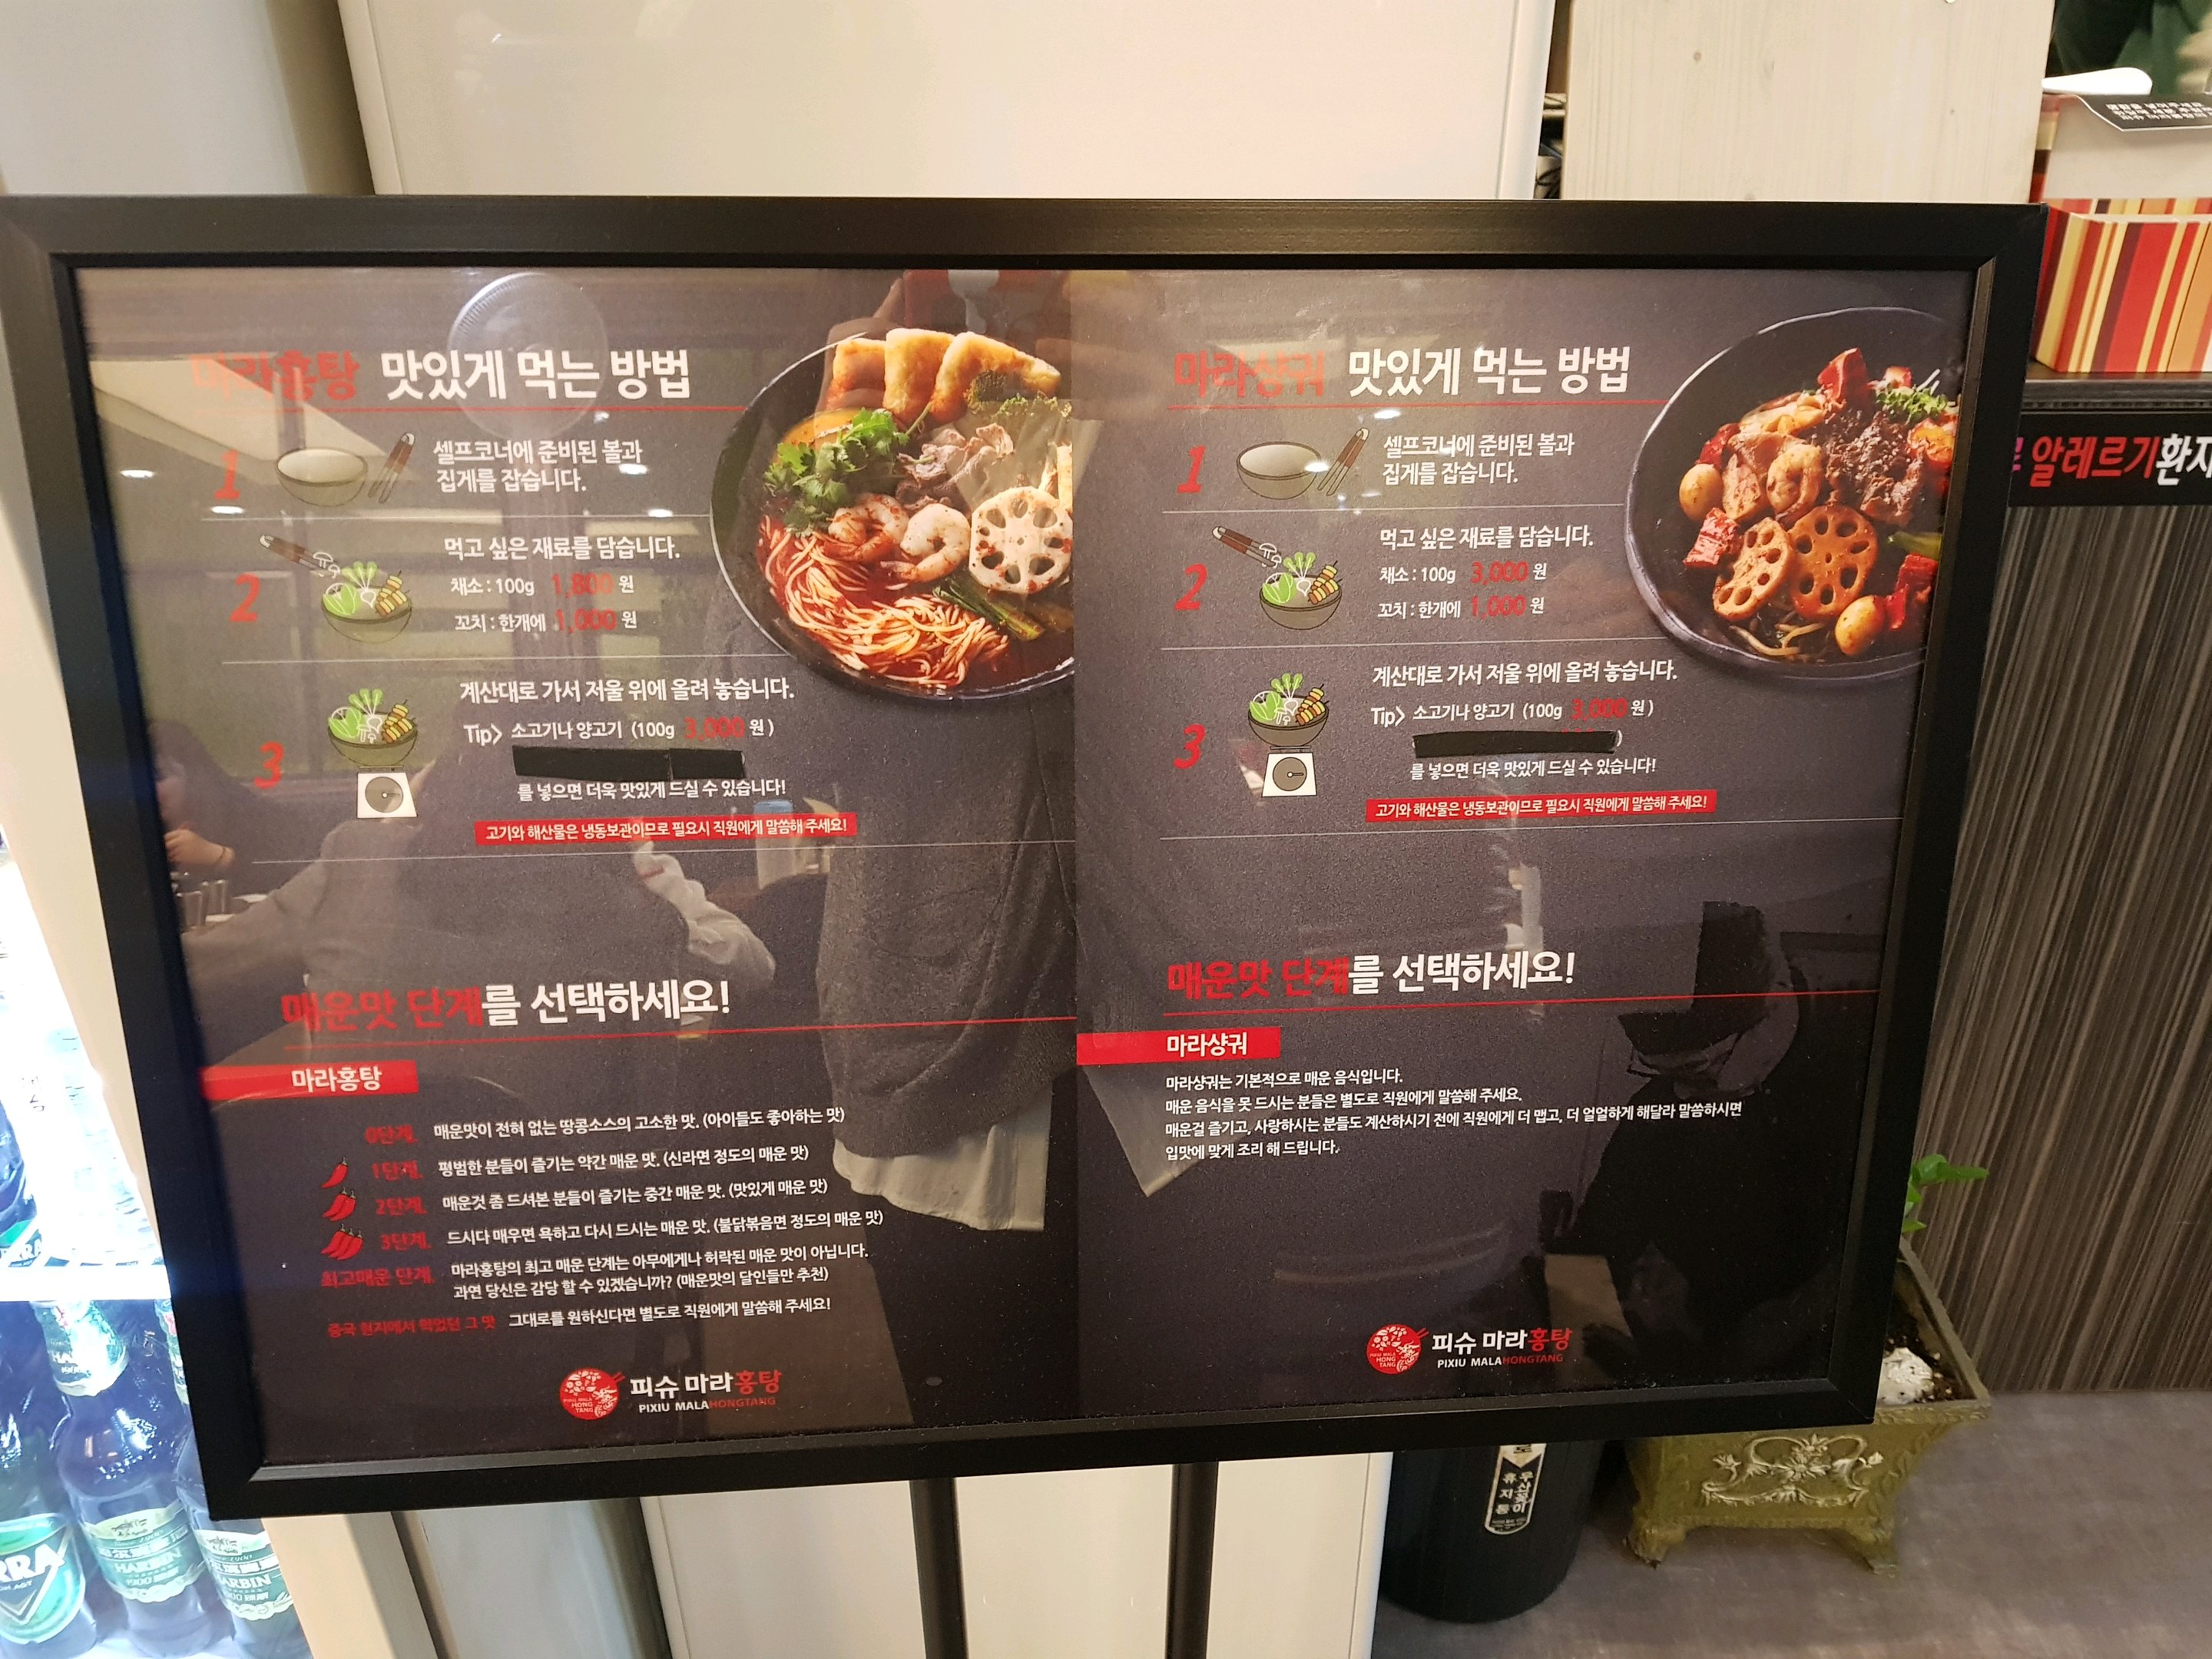 마라홍탕 맛있게 먹는 방법
1
셀프코너에 준비된 볼과
집게를 잡습니다.
2
먹고 싶은 재료를 담습니다.
채소 : 100g 1,800 원
꼬치 : 한개에 1,000 원
3
계산대로 가서 저울 위에 올려 놓습니다.
Tip> 소고기나 양고기 (100g 3,000 원)
를 넣으면 더욱 맛있게 드실 수 있습니다!
고기와 해산물은 냉동보관이므로 필요시 직원에게 말씀해 주세요!
매운맛 단계를 선택하세요!
마라홍탕
0단계. 매운맛이 전혀 없는 땅콩소스의 고소한 맛. (아이들도 좋아하는 맛)
1단계. 평범한 분들이 즐기는 약간 매운 맛. (신라면 정도의 매운 맛)
2단계. 매운것 좀 드셔본 분들이 즐기는 중간 매운 맛. (맛있게 매운 맛)
3단계. 드시다 매우면 욕하고 다시 드시는 매운 맛. (불닭볶음면 정도의 매운 맛)
최고매운 단계. 마라홍탕의 최고 매운 단계는 아무에게나 허락된 매운 맛이 아닙니다.
과연 당신은 감당 할 수 있겠습니까? (매운맛의 달인들만 추천)
중국 현지에서 먹었던 그 맛 그대로를 원하신다면 별도로 직원에게 말씀해 주세요!
PIXIU MALA
HONG
TANG
피슈 마라홍탕
PIXIU MALAHONGTANG
마라샹궈 맛있게 먹는 방법
1
셀프코너에 준비된 볼과
집게를 잡습니다.
2
먹고 싶은 재료를 담습니다.
채소 : 100g 3,000 원
꼬치 : 한개에 1,000 원
3
계산대로 가서 저울 위에 올려 놓습니다.
Tip> 소고기나 양고기 (100g 3,000 원)
를 넣으면 더욱 맛있게 드실 수 있습니다!
고기와 해산물은 냉동보관이므로 필요시 직원에게 말씀해 주세요!
매운맛 단계를 선택하세요!
마라샹궈
마라샹궈는 기본적으로 매운 음식입니다.
매운 음식을 못 드시는 분들은 별도로 직원에게 말씀해 주세요.
매운걸 즐기고, 사랑하시는 분들도 계산하시기 전에 직원에게 더 맵고, 더 얼얼하게 해달라 말씀하시면
입맛에 맞게 조리 해 드립니다.
PIXIU MALA
HONG
TANG
피슈 마라홍탕
PIXIU MALAHONGTANG
알레르기환자
우산꽂이
휴지통
HARBIN
1900
HARBIN